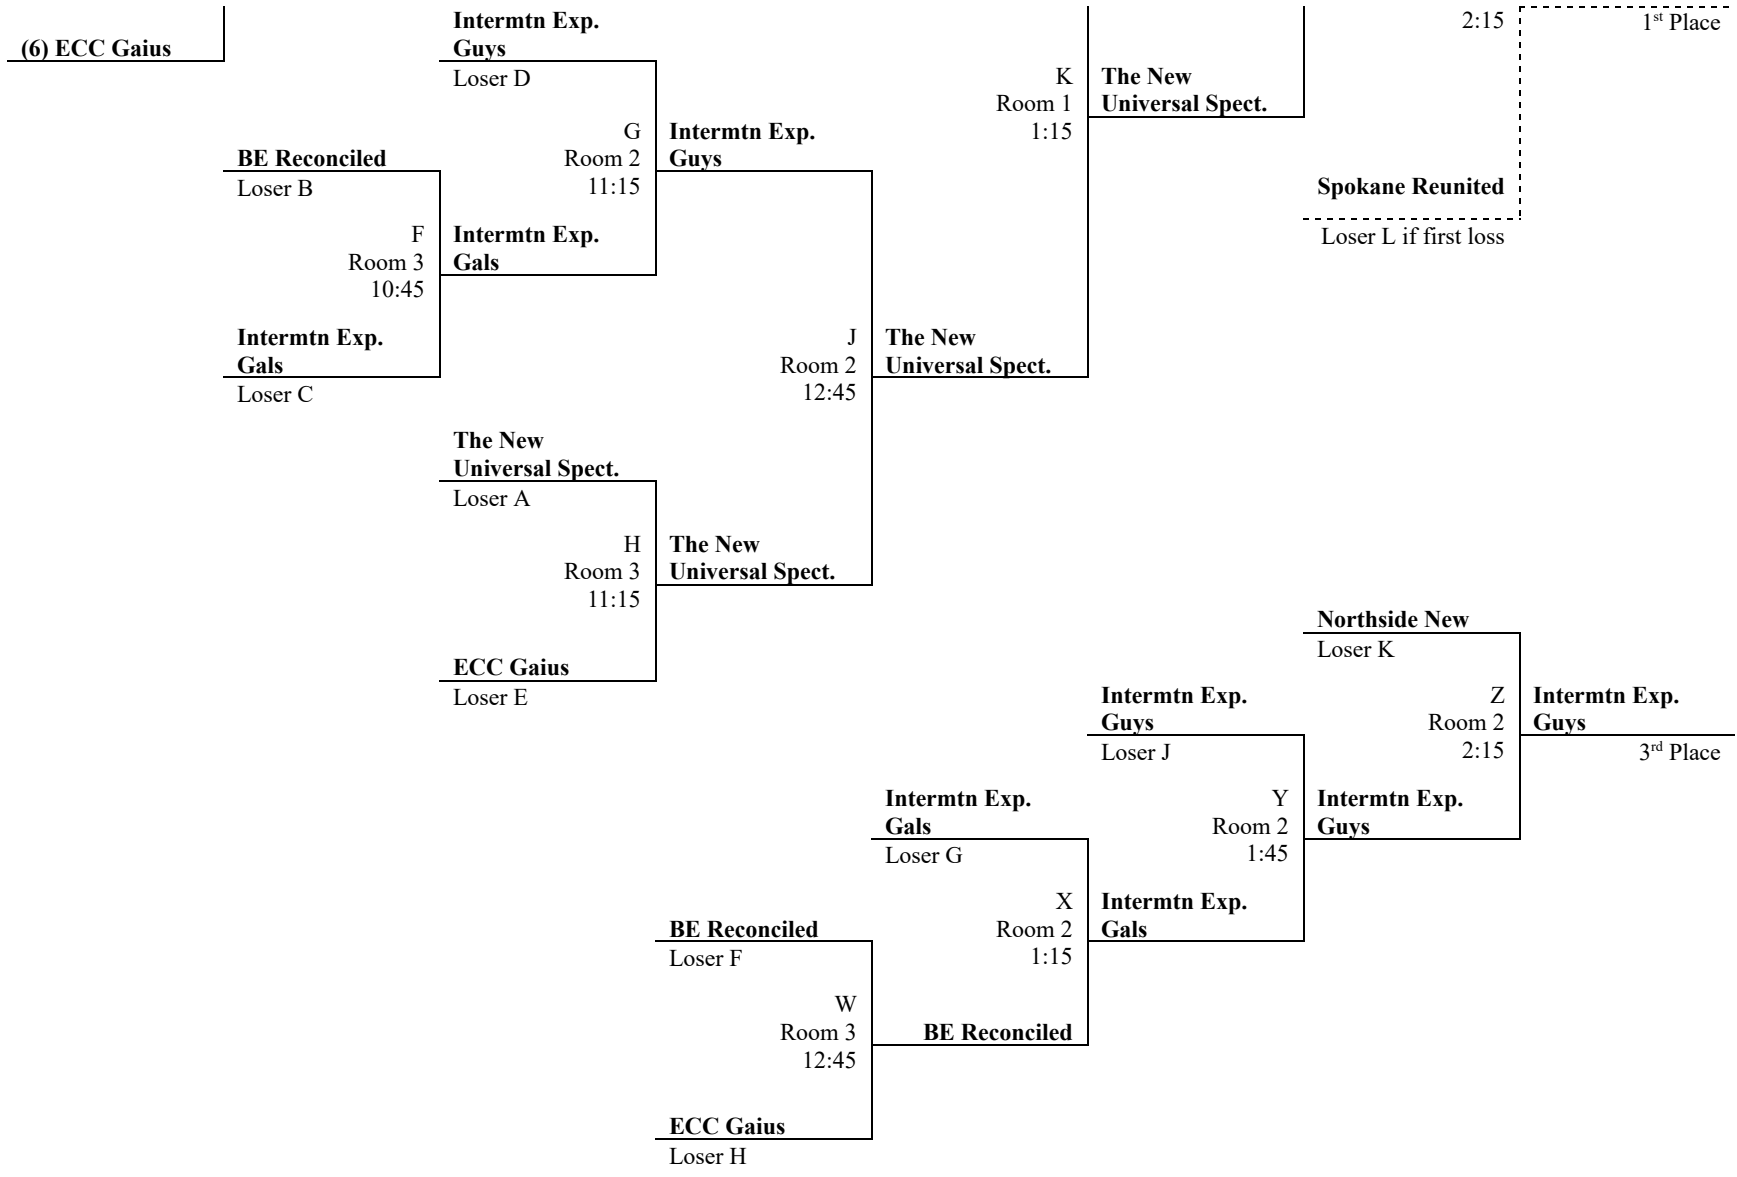 (6) ECC Gaius
Intermtn Exp.
Guys
Loser D
2:15
1st Place
K
Room 1
1:15
The New
Universal Spect.
G
Room 2
11:15
Intermtn Exp.
Guys
BE Reconciled
Loser B
Spokane Reunited
Loser L if first loss
F
Room 3
10:45
Intermtn Exp.
Gals
Intermtn Exp.
Gals
Loser C
J
Room 2
12:45
The New
Universal Spect.
The New
Universal Spect.
Loser A
H
Room 3
11:15
The New
Universal Spect.
ECC Gaius
Loser E
Northside New
Loser K
Intermtn Exp.
Guys
Loser J
Z
Room 2
2:15
Intermtn Exp.
Guys
3rd Place
Intermtn Exp.
Gals
Loser G
Y
Room 2
1:45
Intermtn Exp.
Guys
X
Room 2
1:15
Intermtn Exp.
Gals
BE Reconciled
Loser F
W
Room 3
12:45
BE Reconciled
ECC Gaius
Loser H